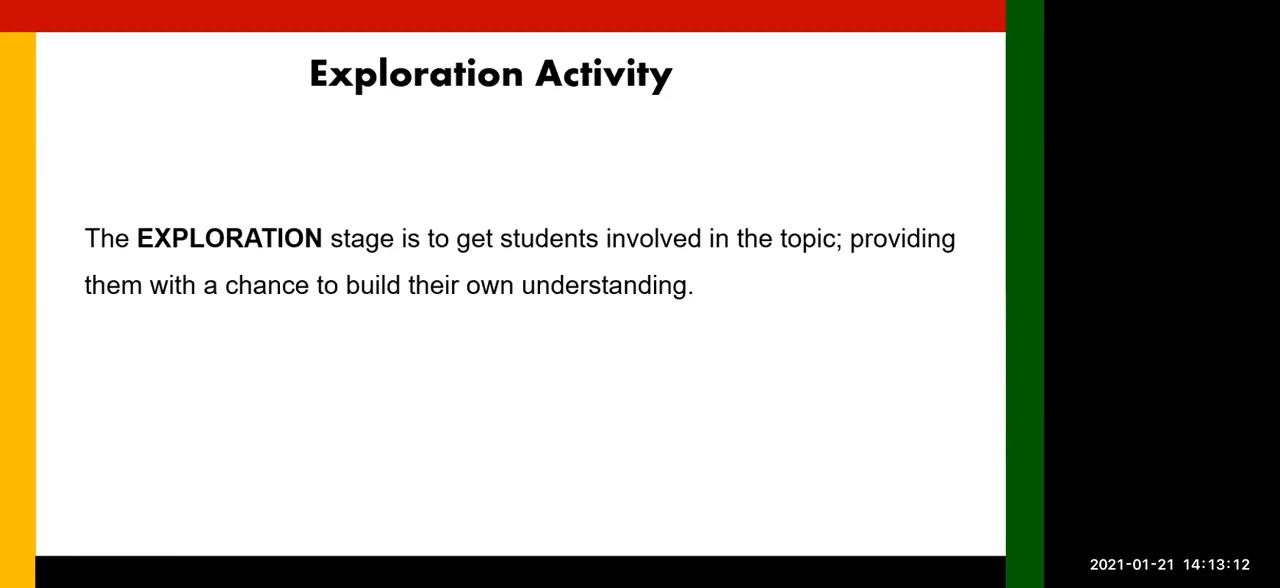 Exploration Activity
The EXPLORATION stage is to get students involved in the topic; providing
them with a chance to build their own understanding.
2021-01-21 14:13:12